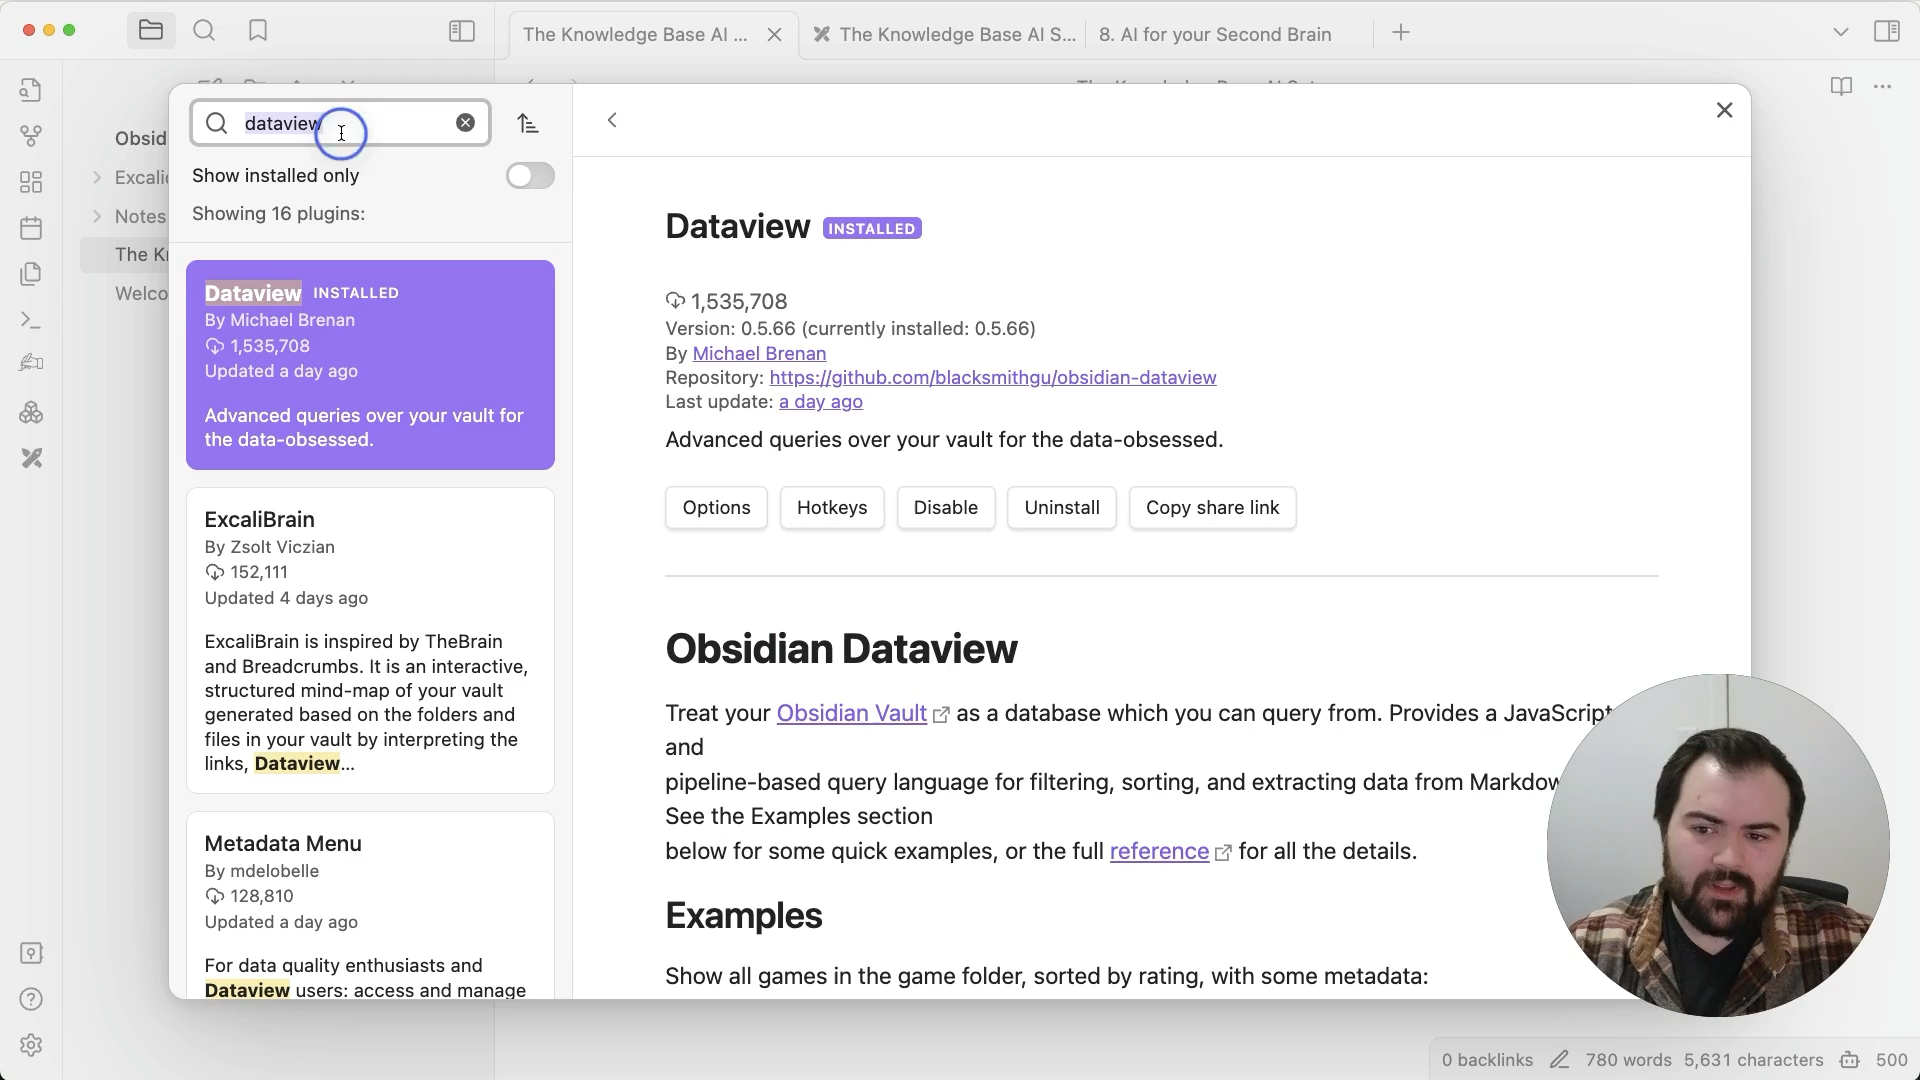 The Knowledge Base AI ...
The Knowledge Base AI S...
8. AI for your Second Brain
Obsid
Excali
Notes
The K
Welco
dataview
Show installed only
Showing 16 plugins:
Dataview INSTALLED
By Michael Brenan
1,535,708
Updated a day ago
Advanced queries over your vault for
the data-obsessed.
ExcaliBrain
By Zsolt Viczian
152,111
Updated 4 days ago
ExcaliBrain is inspired by TheBrain
and Breadcrumbs. It is an interactive,
structured mind-map of your vault
generated based on the folders and
files in your vault by interpreting the
links, Dataview...
Metadata Menu
By mdelobelle
128,810
Updated a day ago
For data quality enthusiasts and
Dataview users: access and manage
Dataview INSTALLED
1,535,708
Version: 0.5.66 (currently installed: 0.5.66)
By Michael Brenan
Repository: https://github.com/blacksmithgu/obsidian-dataview
Last update: a day ago
Advanced queries over your vault for the data-obsessed.
Options
Hotkeys
Disable
Uninstall
Copy share link
Obsidian Dataview
Treat your Obsidian Vault as a database which you can query from. Provides a JavaScript
and
pipeline-based query language for filtering, sorting, and extracting data from Markdow
See the Examples section
below for some quick examples, or the full reference for all the details.
Examples
Show all games in the game folder, sorted by rating, with some metadata:
0 backlinks
780 words
5,631 characters
500